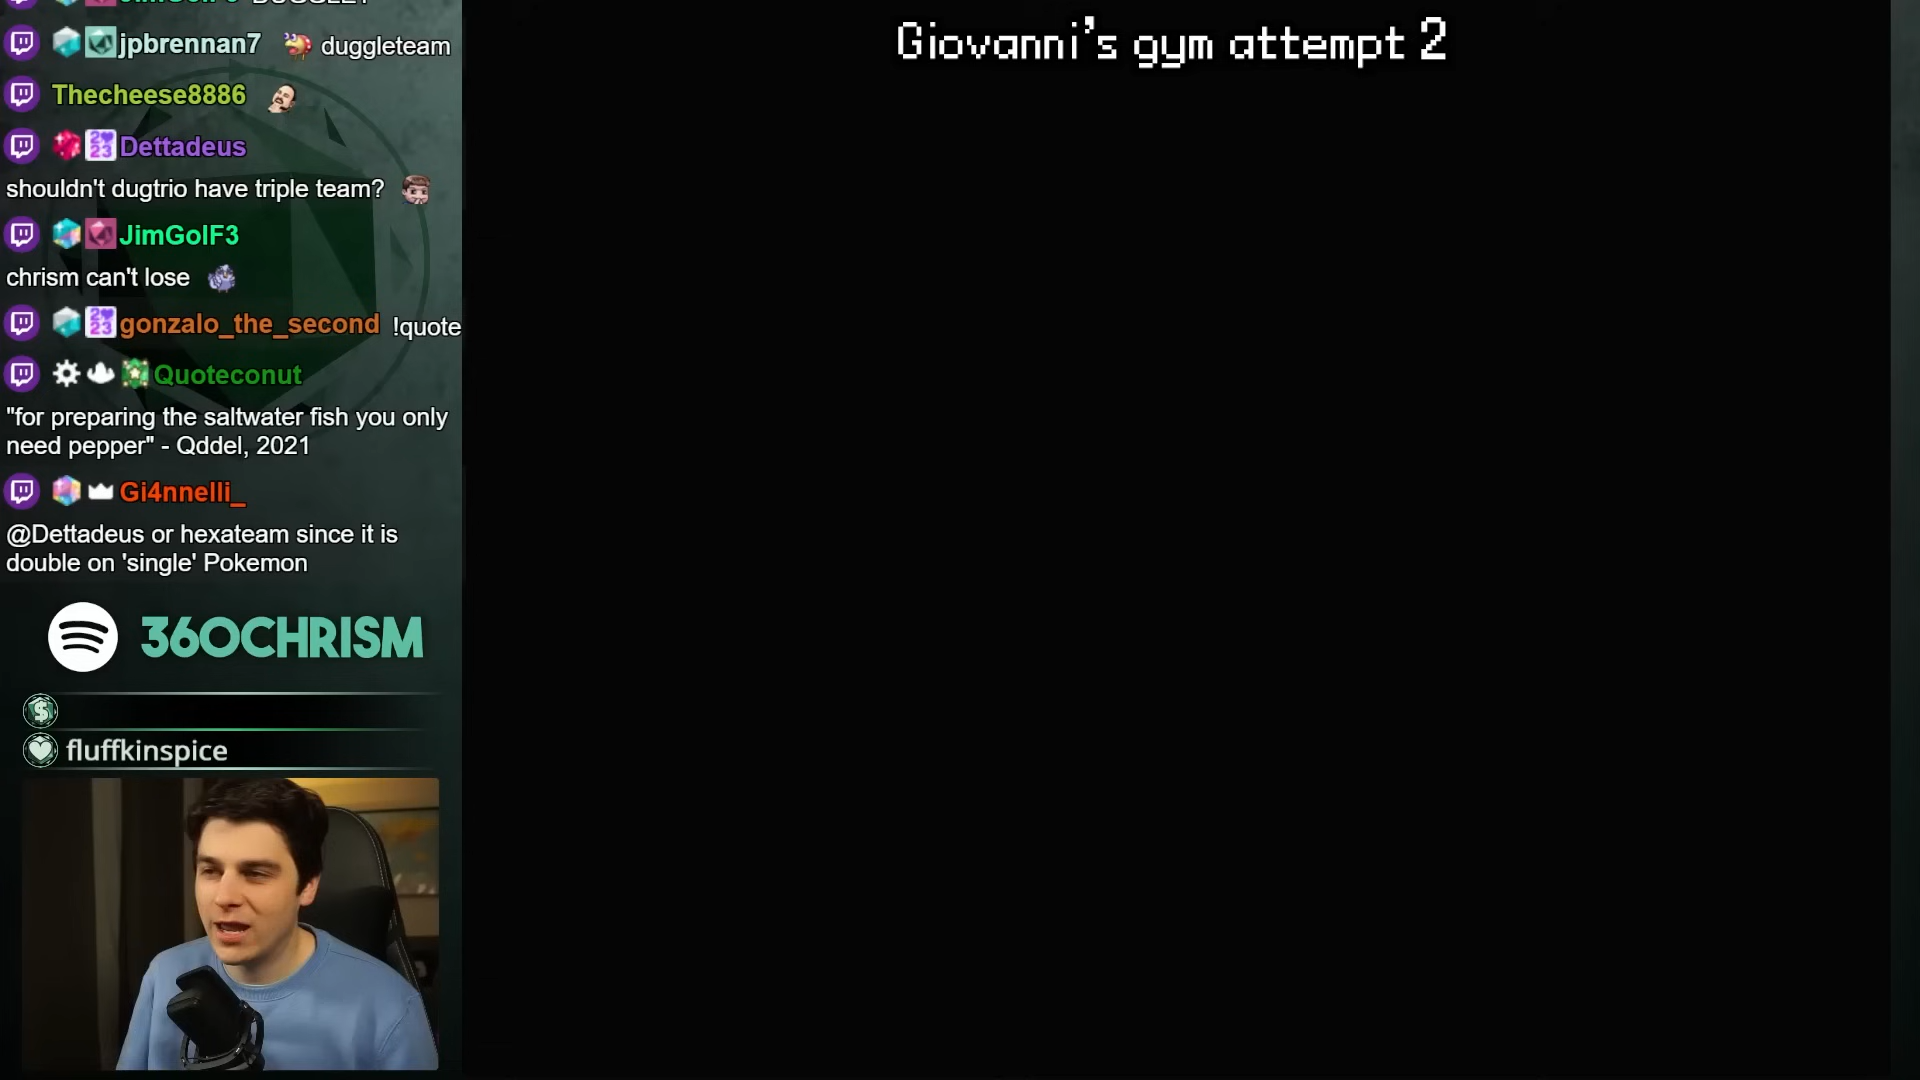 Giovanni's gym attempt 2
jpbrennan7 duggleteam
Thecheese8886
Dettadeus
shouldn't dugtrio have triple team?
JimGolF3
chrism can't lose
gonzalo_the_second !quote
Quoteconut
"for preparing the saltwater fish you only
need pepper" - Qddel, 2021
Gi4nnelli_
@Dettadeus or hexateam since it is
double on 'single' Pokemon
360CHRISM
fluffkinspice